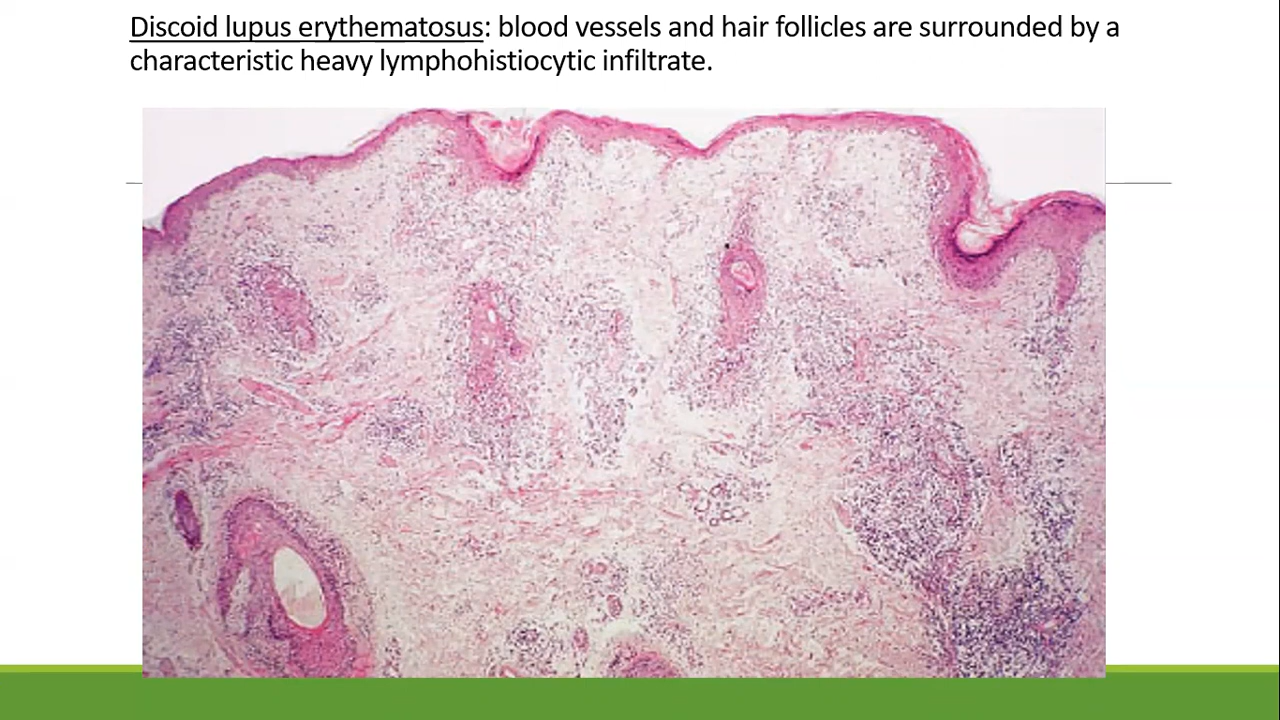 Discoid lupus erythematosus: blood vessels and hair follicles are surrounded by a
characteristic heavy lymphohistiocytic infiltrate.